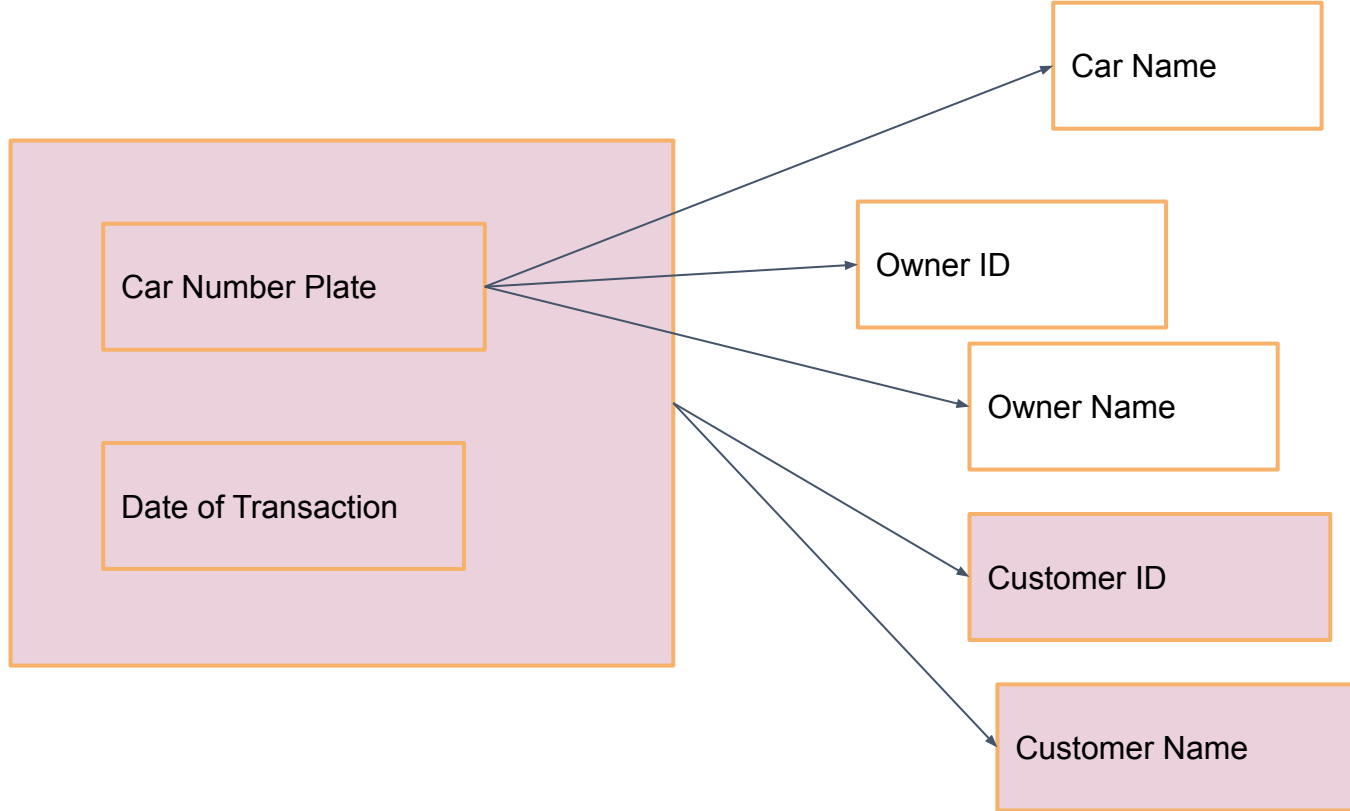 Car Name
Car Number Plate
Owner ID
Owner Name
Date of Transaction
Customer ID
Customer Name